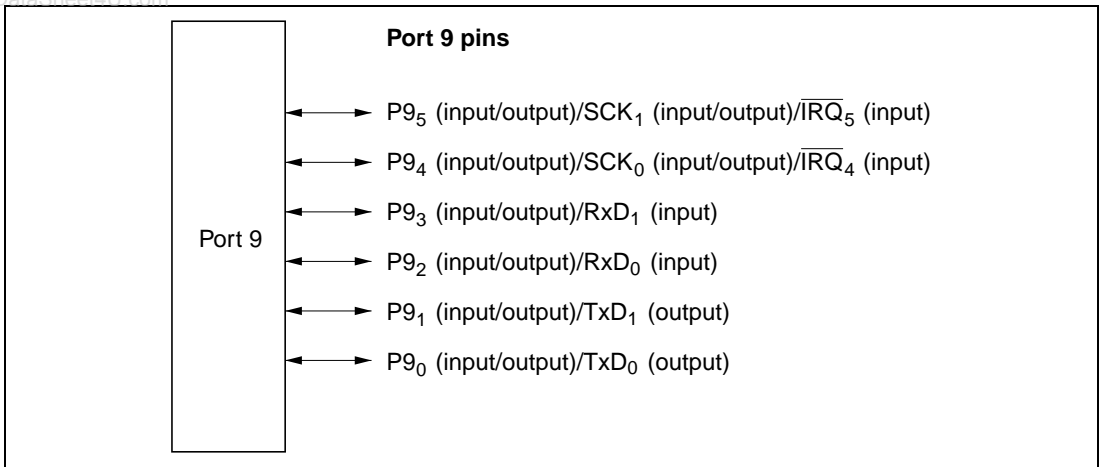 Port 9 pins
P9₅ (input/output)/SCK₁ (input/output)/I̅R̅Q̅₅ (input)
P9₄ (input/output)/SCK₀ (input/output)/I̅R̅Q̅₄ (input)
P9₃ (input/output)/RxD₁ (input)
Port 9
P9₂ (input/output)/RxD₀ (input)
P9₁ (input/output)/TxD₁ (output)
P9₀ (input/output)/TxD₀ (output)